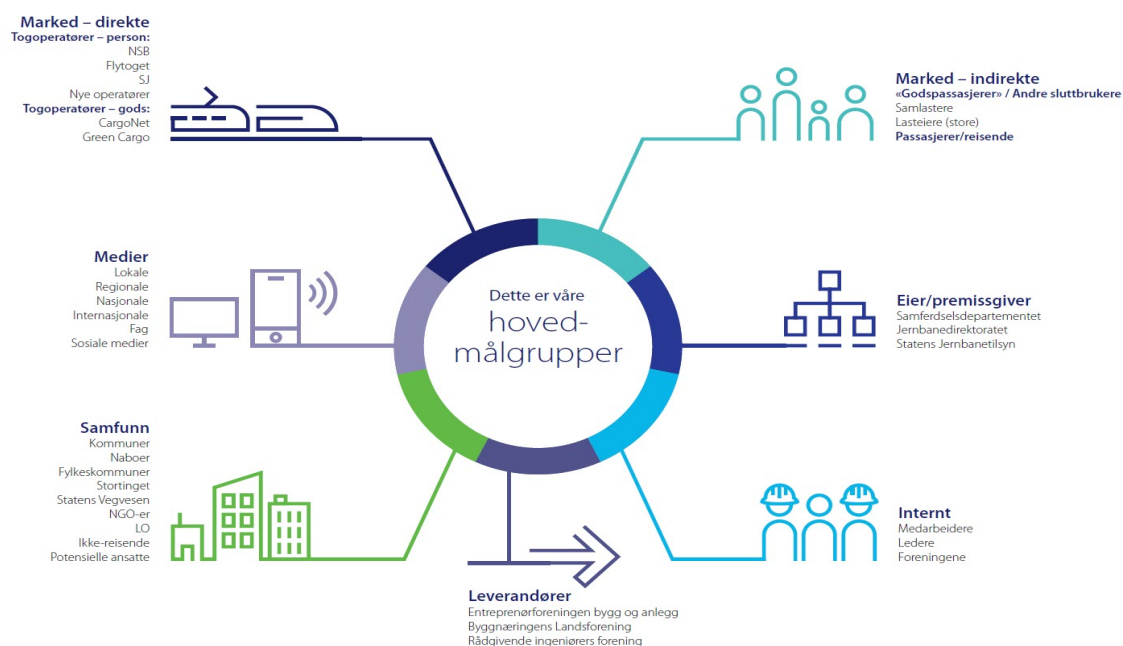 Marked – direkte
Togoperatører – person:
NSB
Flytoget
SJ
Nye operatører
Togoperatører – gods:
CargoNet
Green Cargo
Marked – indirekte
«Godspassasjerer» / Andre sluttbrukere
Samlastere
Lasteiere (store)
Passasjerer/reisende
Medier
Lokale
Regionale
Nasjonale
Internasjonale
Fag
Sosiale medier
Dette er våre
hoved-
målgrupper
Eier/premissgiver
Samferdselsdepartementet
Jernbanedirektoratet
Statens Jernbanetilsyn
Samfunn
Kommuner
Naboer
Fylkeskommuner
Stortinget
Statens Vegvesen
NGO-er
LO
Ikke-reisende
Potensielle ansatte
Internt
Medarbeidere
Ledere
Foreningene
Leverandører
Entreprenørforeningen bygg og anlegg
Byggnæringens Landsforening
Rådgivende ingeniørers forening